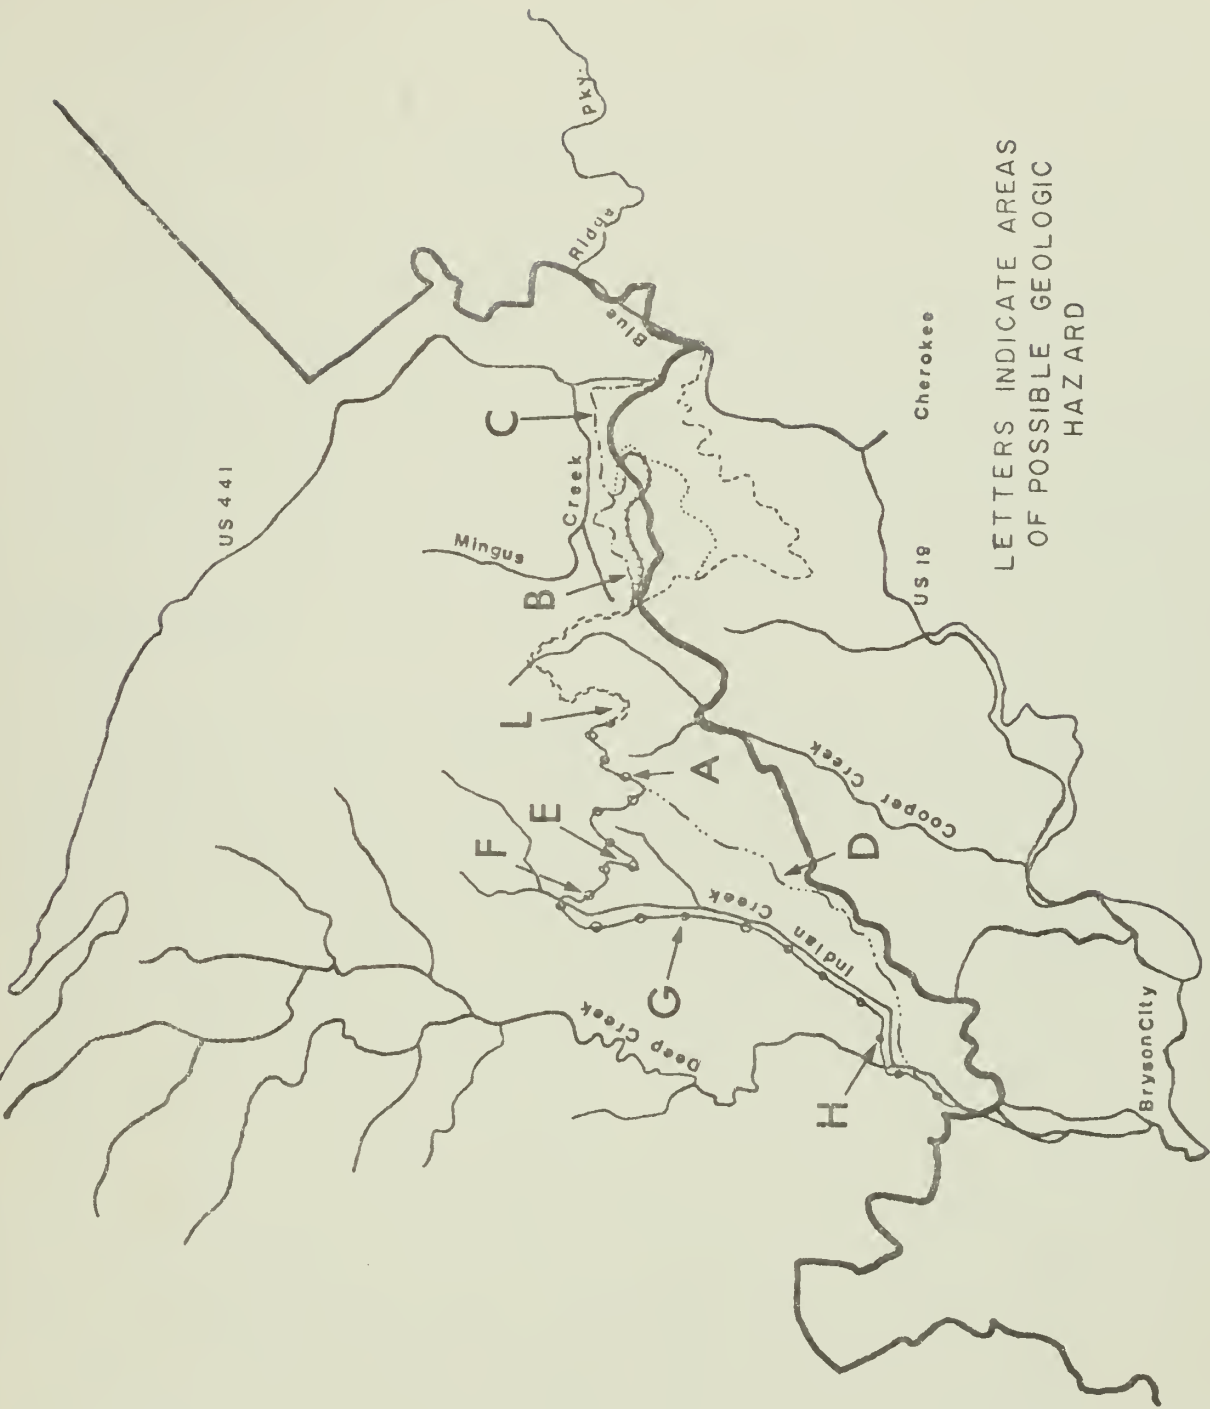 US 441
Mingus
Creek
Blue
Ridge
pky.
C
B
L
A
E
F
D
G
H
Deep Creek
Indian
Creek
Cooper Creek
US 19
Cherokee
Bryson City
LETTERS INDICATE AREAS
OF POSSIBLE GEOLOGIC
HAZARD